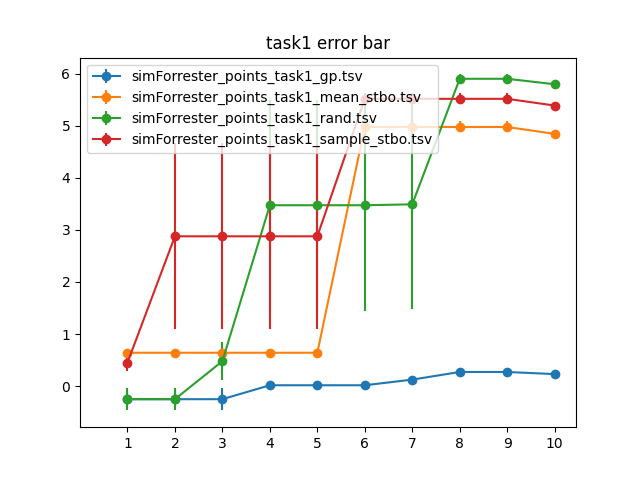 task1 error bar
simForrester_points_task1_gp.tsv
simForrester_points_task1_mean_stbo.tsv
simForrester_points_task1_rand.tsv
simForrester_points_task1_sample_stbo.tsv
6
5
4
3
2
1
0
1 2 3 4 5 6 7 8 9 10